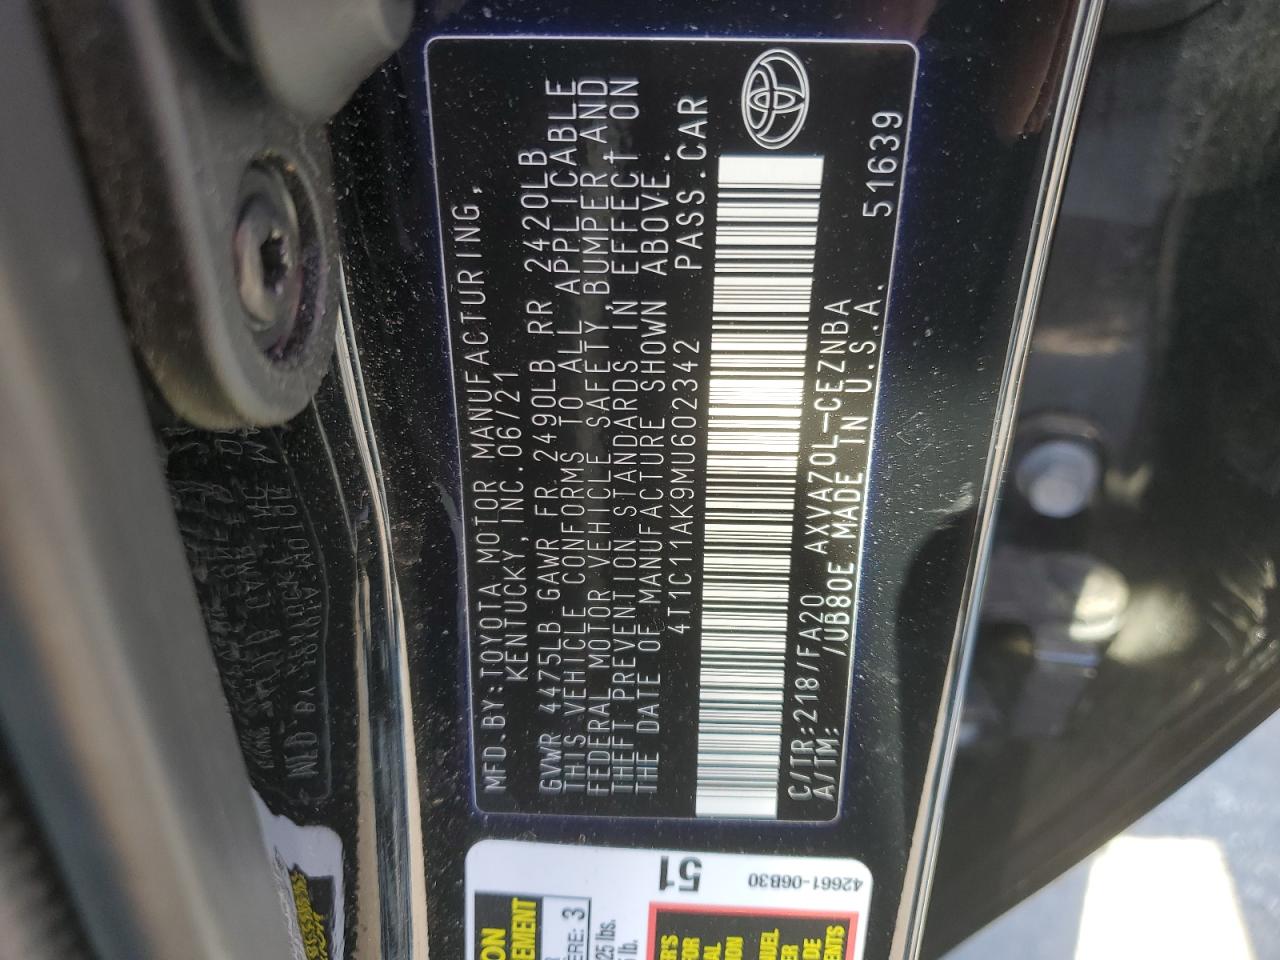 MFD.BY:TOYOTA MOTOR MANUFACTURING,
KENTUCKY,INC.06/21
GVWR 4475LB GAWR FR 2490LB RR 2420LB
THIS VEHICLE CONFORMS TO ALL APPLICABLE
FEDERAL MOTOR VEHICLE SAFETY,BUMPER,AND
THEFT PREVENTION STANDARDS IN EFFECT ON
THE DATE OF MANUFACTURE SHOWN ABOVE.
4T1C11AK9MU602342 PASS.CAR
C/TR:218/FA20 AXVA70L-CEZNBA
A/TM: /UB80E MADE IN U.S.A. 51639
51
42661-06B30
EMENT
3